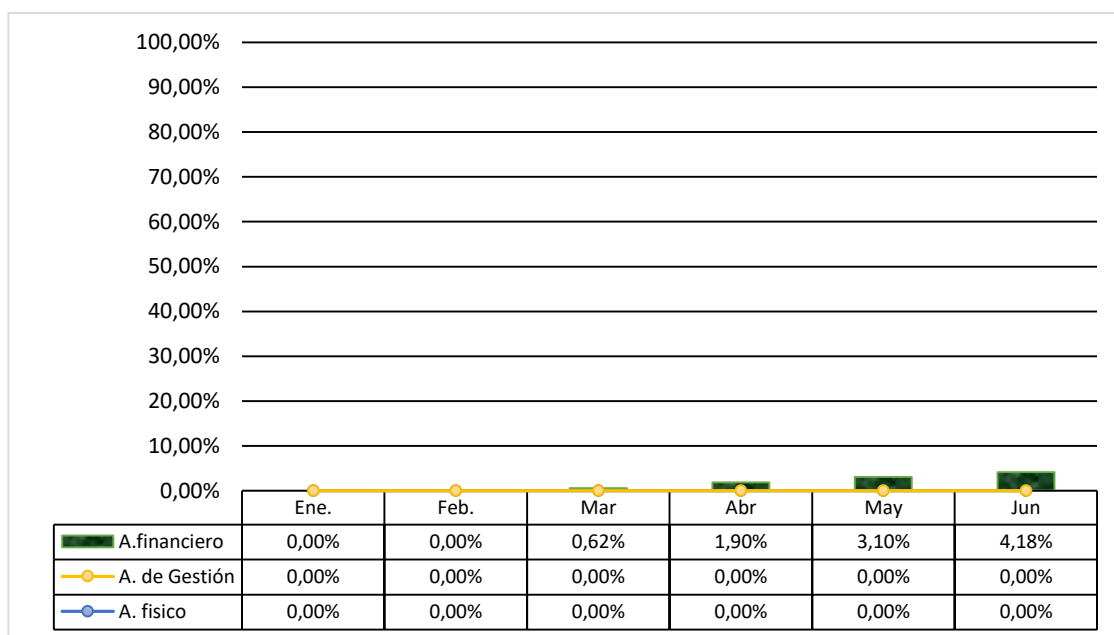 100,00%
90,00%
80,00%
70,00%
60,00%
50,00%
40,00%
30,00%
20,00%
10,00%
0,00%
Ene. Feb. Mar Abr May Jun
A.financiero 0,00% 0,00% 0,62% 1,90% 3,10% 4,18%
A. de Gestión 0,00% 0,00% 0,00% 0,00% 0,00% 0,00%
A. fisico 0,00% 0,00% 0,00% 0,00% 0,00% 0,00%